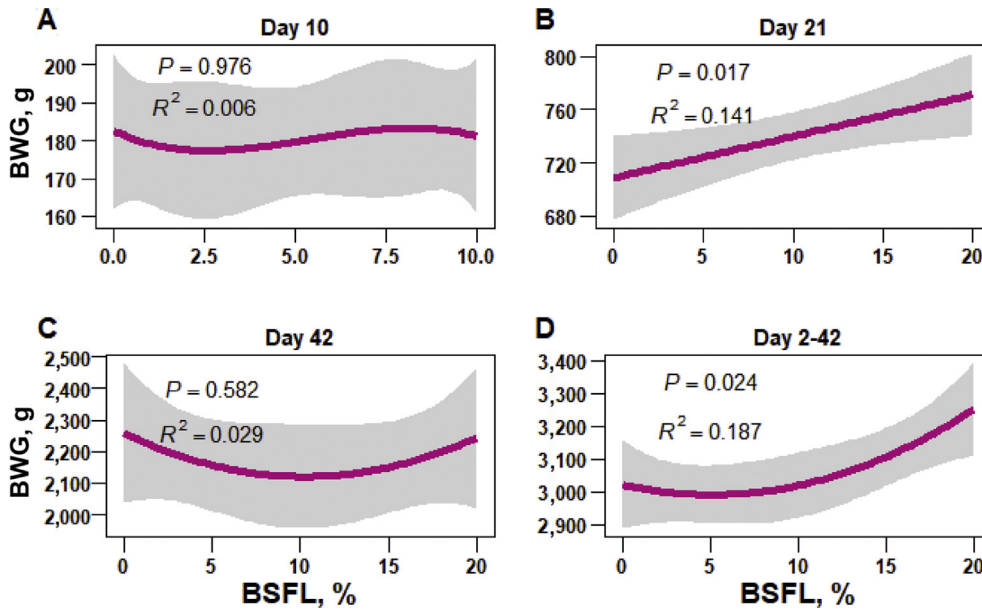 A
Day 10
BWG, g
200
190
180
170
160
P = 0.976
R² = 0.006
0.0 2.5 5.0 7.5 10.0
B
Day 21
800
760
720
680
P = 0.017
R² = 0.141
0 5 10 15 20
C
Day 42
BWG, g
2,500
2,400
2,300
2,200
2,100
2,000
P = 0.582
R² = 0.029
0 5 10 15 20
BSFL, %
D
Day 2-42
3,400
3,300
3,200
3,100
3,000
2,900
P = 0.024
R² = 0.187
0 5 10 15 20
BSFL, %